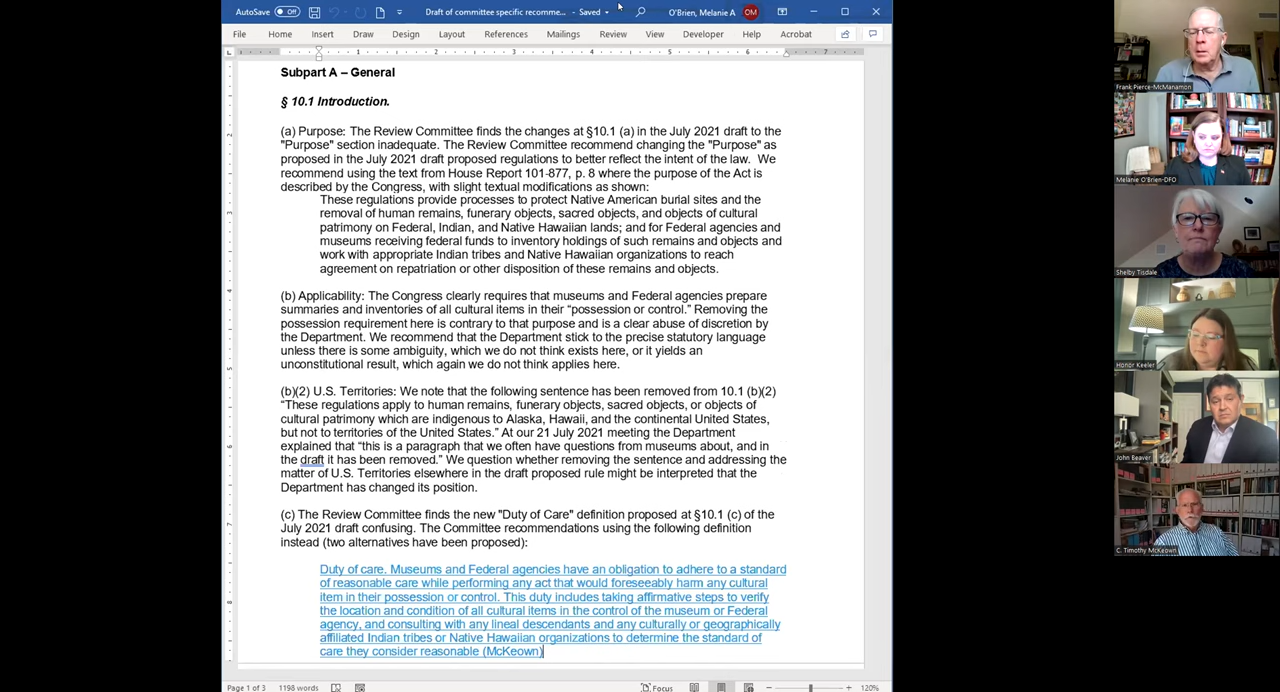 AutoSave Off Draft of committee specific recomme... - Saved O'Brien, Melanie A OM
File Home Insert Draw Design Layout References Mailings Review View Developer Help Acrobat
1 2 3 4 5 6 7
Subpart A – General
§ 10.1 Introduction.
(a) Purpose: The Review Committee finds the changes at §10.1 (a) in the July 2021 draft to the
"Purpose" section inadequate. The Review Committee recommend changing the "Purpose" as
proposed in the July 2021 draft proposed regulations to better reflect the intent of the law. We
recommend using the text from House Report 101-877, p. 8 where the purpose of the Act is
described by the Congress, with slight textual modifications as shown:
These regulations provide processes to protect Native American burial sites and the
removal of human remains, funerary objects, sacred objects, and objects of cultural
patrimony on Federal, Indian, and Native Hawaiian lands; and for Federal agencies and
museums receiving federal funds to inventory holdings of such remains and objects and
work with appropriate Indian tribes and Native Hawaiian organizations to reach
agreement on repatriation or other disposition of these remains and objects.
(b) Applicability: The Congress clearly requires that museums and Federal agencies prepare
summaries and inventories of all cultural items in their “possession or control.” Removing the
possession requirement here is contrary to that purpose and is a clear abuse of discretion by
the Department. We recommend that the Department stick to the precise statutory language
unless there is some ambiguity, which we do not think exists here, or it yields an
unconstitutional result, which again we do not think applies here.
(b)(2) U.S. Territories: We note that the following sentence has been removed from 10.1 (b)(2)
“These regulations apply to human remains, funerary objects, sacred objects, or objects of
cultural patrimony which are indigenous to Alaska, Hawaii, and the continental United States,
but not to territories of the United States.” At our 21 July 2021 meeting the Department
explained that “this is a paragraph that we often have questions from museums about, and in
the draft it has been removed.” We question whether removing the sentence and addressing the
matter of U.S. Territories elsewhere in the draft proposed rule might be interpreted that the
Department has changed its position.
(c) The Review Committee finds the new "Duty of Care" definition proposed at §10.1 (c) of the
July 2021 draft confusing. The Committee recommendations using the following definition
instead (two alternatives have been proposed):
Duty of care. Museums and Federal agencies have an obligation to adhere to a standard
of reasonable care while performing any act that would foreseeably harm any cultural
item in their possession or control. This duty includes taking affirmative steps to verify
the location and condition of all cultural items in the control of the museum or Federal
agency, and consulting with any lineal descendants and any culturally or geographically
affiliated Indian tribes or Native Hawaiian organizations to determine the standard of
care they consider reasonable (McKeown)
Page 1 of 3 1198 words Focus 120%
Frank Pierce-McManamon
Melanie O'Brien-DFO
Shelby Tisdale
Honor Keeler
John Beaver
C. Timothy McKeown